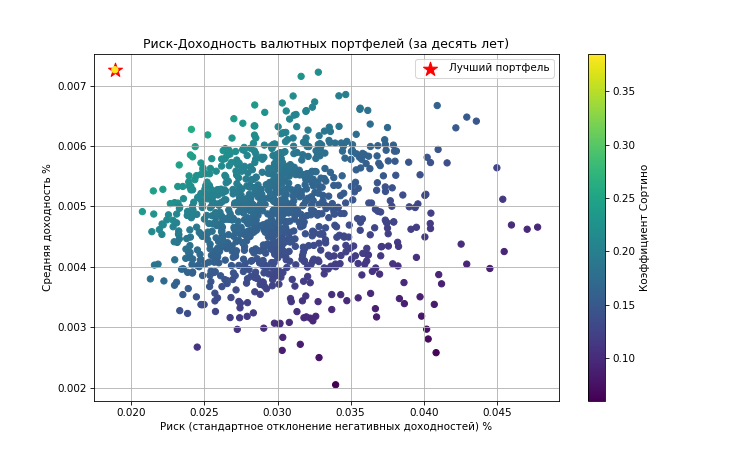 Риск-Доходность валютных портфелей (за десять лет)
Лучший портфель
0.007
0.006
0.005
0.004
0.003
0.002
Средняя доходность %
0.020 0.025 0.030 0.035 0.040 0.045
Риск (стандартное отклонение негативных доходностей) %
0.35
0.30
0.25
0.20
0.15
0.10
Коэффициент Сортино